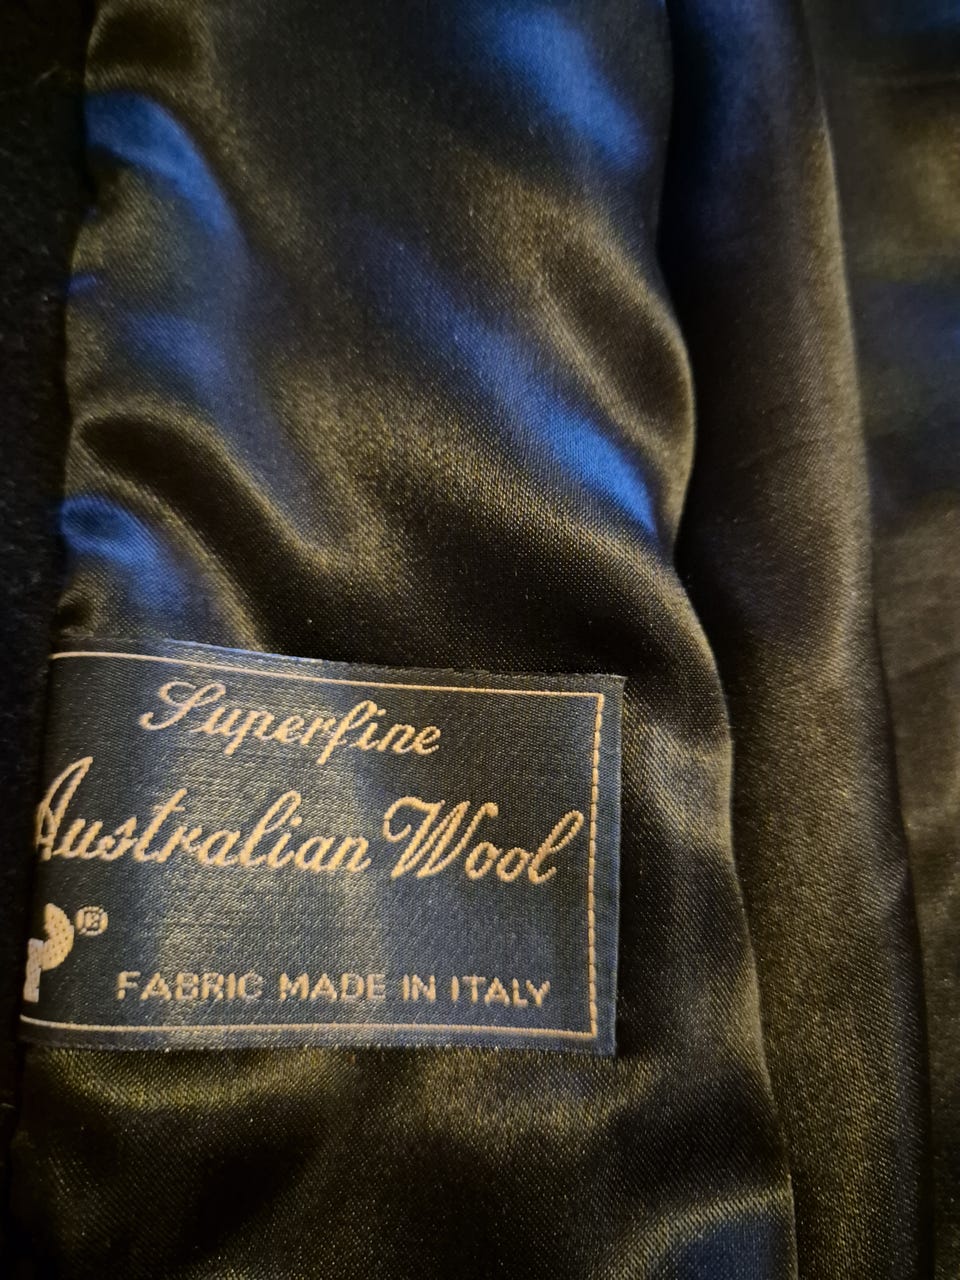 Superfine
Australian Wool
®
FABRIC MADE IN ITALY